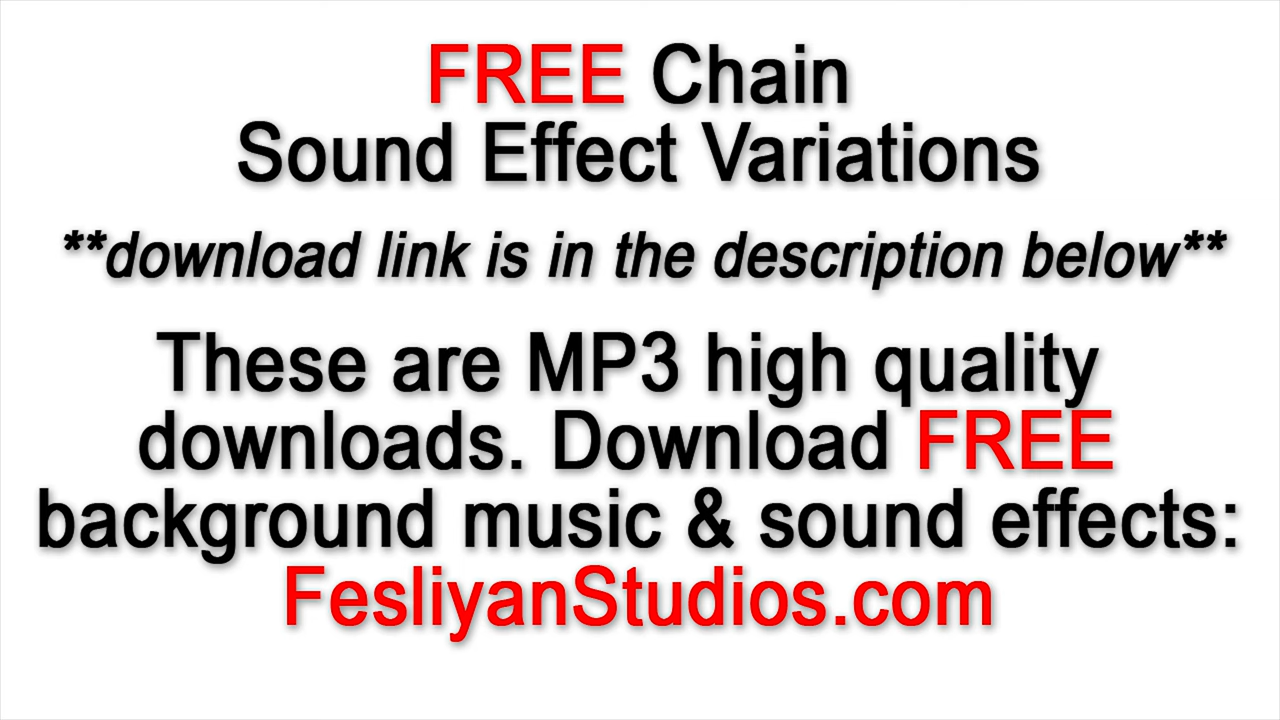 FREE Chain
Sound Effect Variations
**download link is in the description below**
These are MP3 high quality
downloads. Download FREE
background music & sound effects:
FesliyanStudios.com